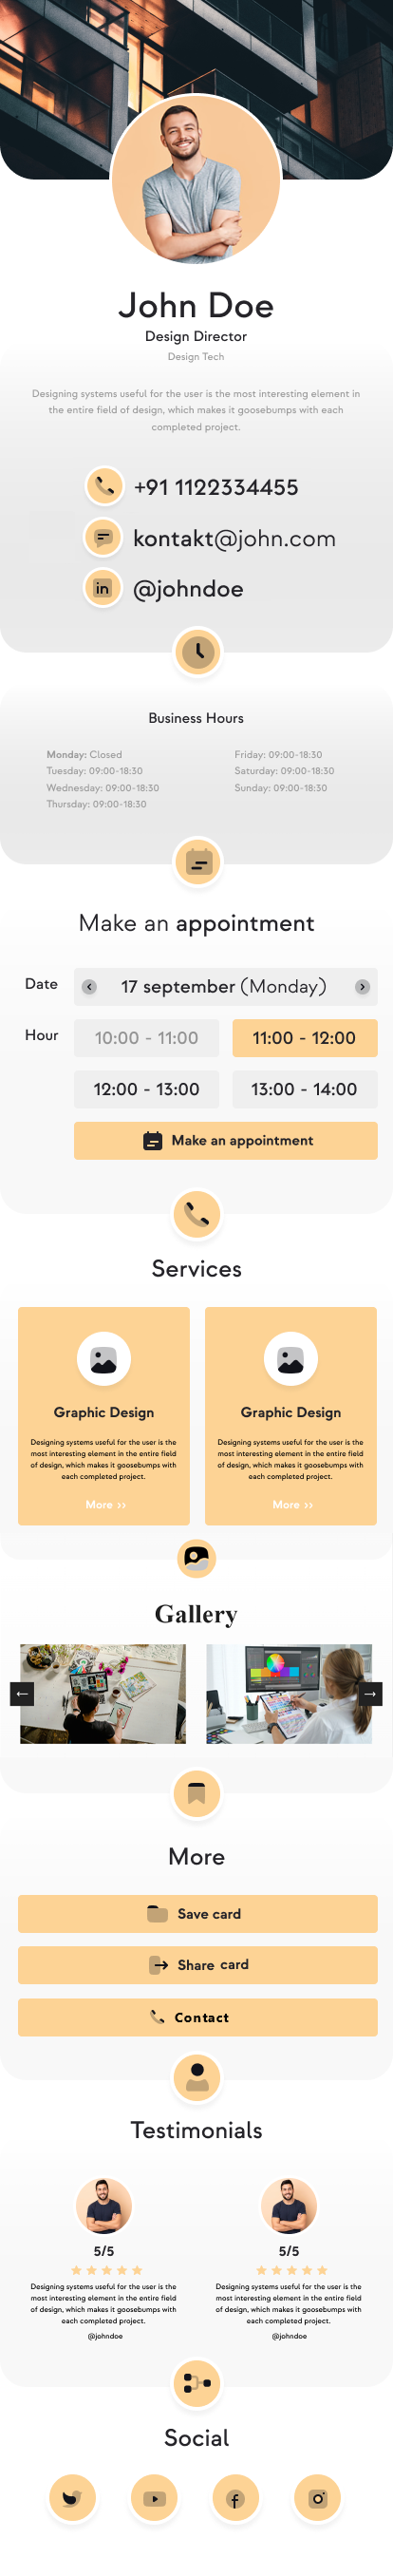 John Doe
Design Director
Design Tech
Designing systems useful for the user is the most interesting element in
the entire field of design, which makes it goosebumps with each
completed project.
+91 1122334455
kontakt@john.com
in
@johndoe
Business Hours
Monday: Closed
Tuesday: 09:00-18:30
Wednesday: 09:00-18:30
Thursday: 09:00-18:30
Friday: 09:00-18:30
Saturday: 09:00-18:30
Sunday: 09:00-18:30
Make an appointment
Date
17 september (Monday)
Hour
10:00 - 11:00
11:00 - 12:00
12:00 - 13:00
13:00 - 14:00
Make an appointment
Services
Graphic Design
Designing systems useful for the user is the
most interesting element in the entire field
of design, which makes it goosebumps with
each completed project.
More >>
Graphic Design
Designing systems useful for the user is the
most interesting element in the entire field
of design, which makes it goosebumps with
each completed project.
More >>
Gallery
More
Save card
Share card
Contact
Testimonials
5/5
Designing systems useful for the user is the
most interesting element in the entire field
of design, which makes it goosebumps with
each completed project.
@johndoe
5/5
Designing systems useful for the user is the
most interesting element in the entire field
of design, which makes it goosebumps with
each completed project.
@johndoe
Social